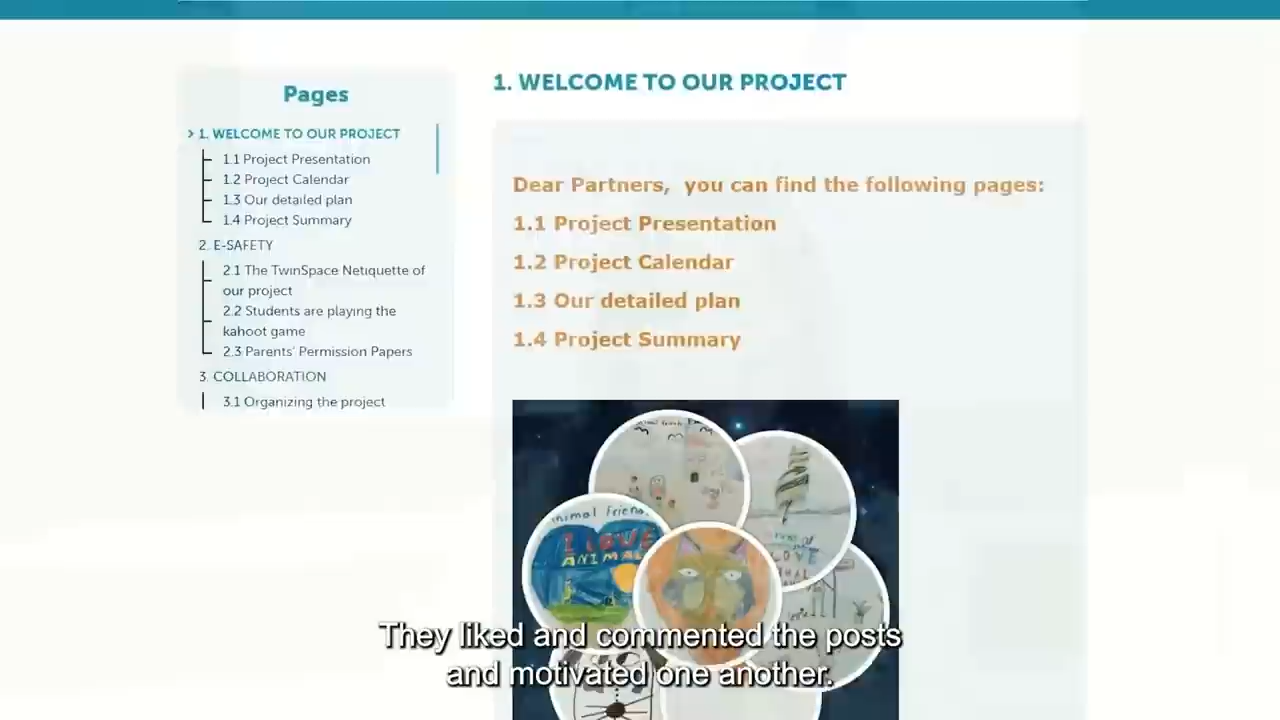 Pages
1. WELCOME TO OUR PROJECT
1.1 Project Presentation
1.2 Project Calendar
1.3 Our detailed plan
1.4 Project Summary
2. E-SAFETY
2.1 The TwinSpace Netiquette of
our project
2.2 Students are playing the
kahoot game
2.3 Parents' Permission Papers
3. COLLABORATION
3.1 Organizing the project
1. WELCOME TO OUR PROJECT
Dear Partners, you can find the following pages:
1.1 Project Presentation
1.2 Project Calendar
1.3 Our detailed plan
1.4 Project Summary
I LOVE
They liked and commented the posts
and motivated one another.